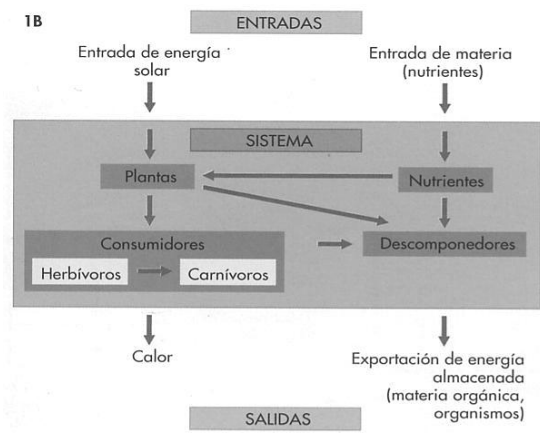 1B
ENTRADAS
Entrada de energía
solar
Entrada de materia
(nutrientes)
SISTEMA
Plantas
Nutrientes
Consumidores
Descomponedores
Herbívoros
Carnívoros
Calor
Exportación de energía
almacenada
(materia orgánica,
organismos)
SALIDAS